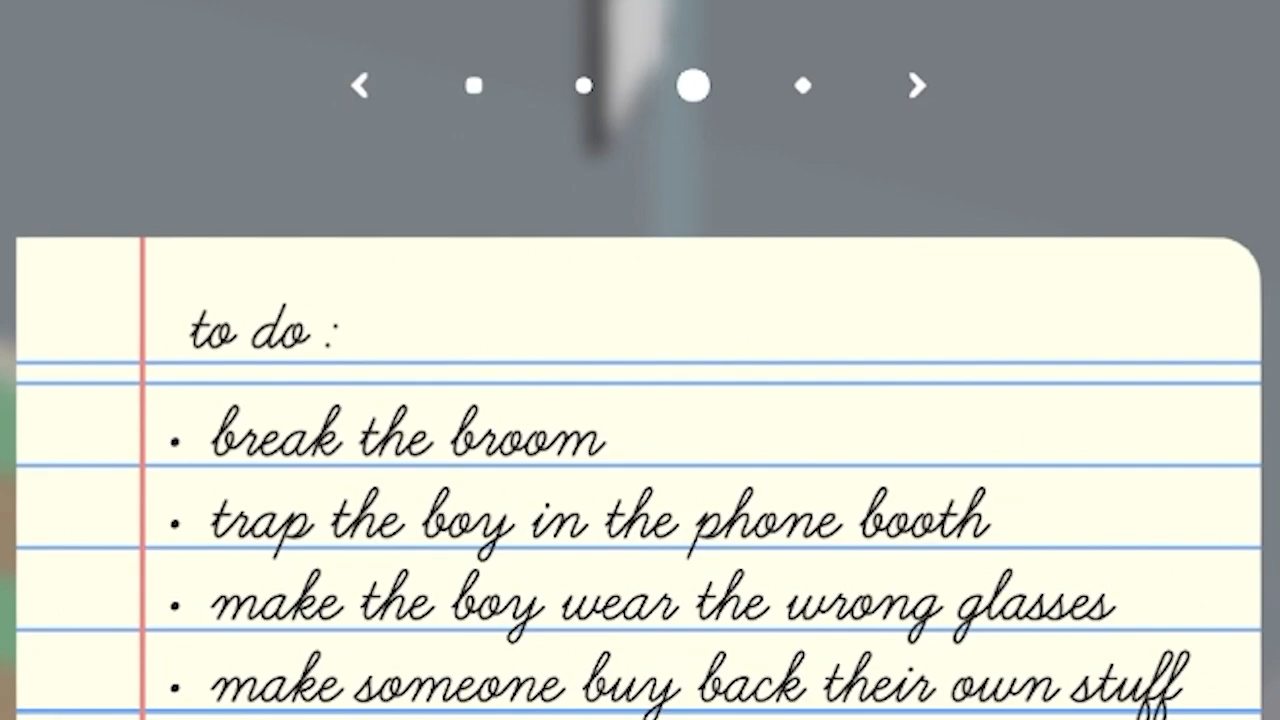 to do :
• break the broom
• trap the boy in the phone booth
• make the boy wear the wrong glasses
• make someone buy back their own stuff